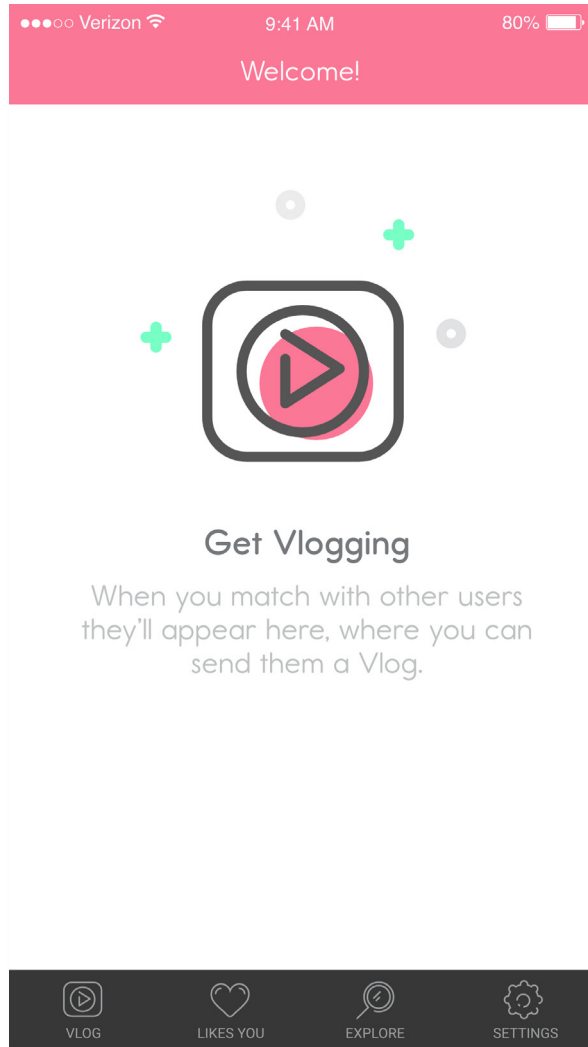 Verizon 9:41 AM 80%
Welcome!
Get Vlogging
When you match with other users
they'll appear here, where you can
send them a Vlog.
VLOG LIKES YOU EXPLORE SETTINGS